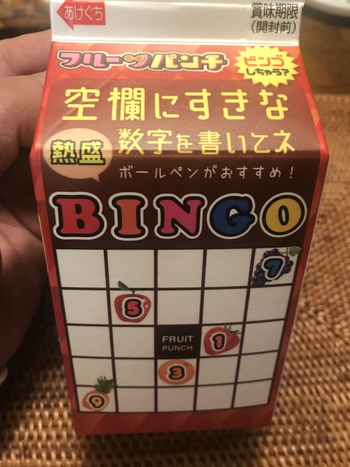 あけぐち
賞味期限
(開封前)
フルーツパンチ
ビンゴ
しちゃう?
空欄にすきな
熱盛
数字を書いてネ
ボールペンがおすすめ!
BINGO
7
5
FRUIT
PUNCH
1
3
9